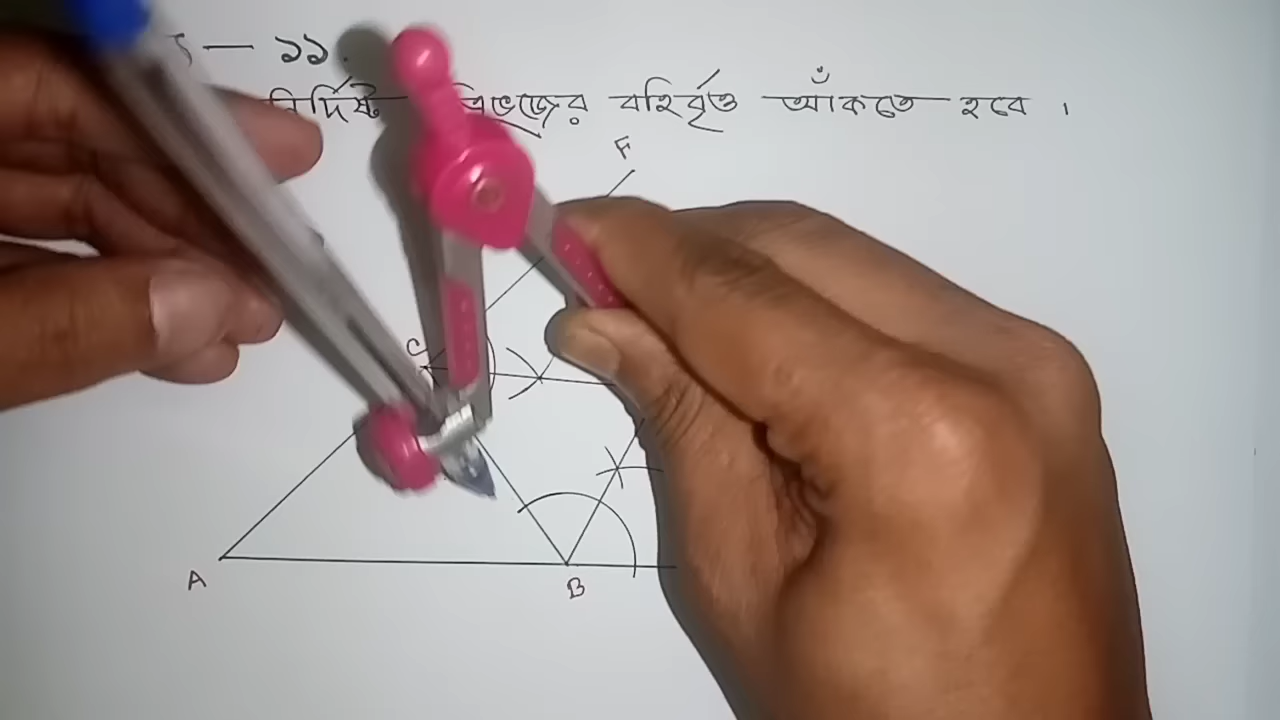 — ১১.
নির্দিষ্ট ত্রিভুজের বহির্বৃত্ত আঁকতে হবে ।
F
C
A
B